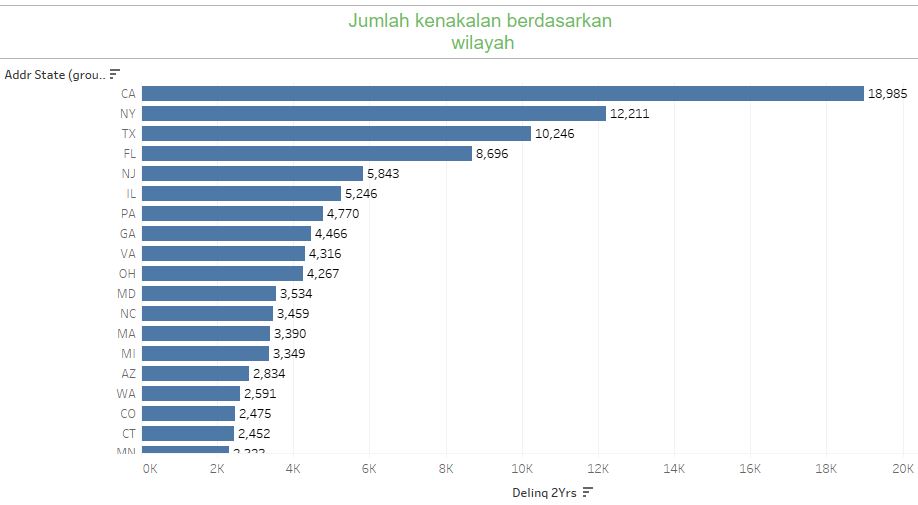 Jumlah kenakalan berdasarkan
wilayah
Addr State (grou..
CA 18,985
NY 12,211
TX 10,246
FL 8,696
NJ 5,843
IL 5,246
PA 4,770
GA 4,466
VA 4,316
OH 4,267
MD 3,534
NC 3,459
MA 3,390
MI 3,349
AZ 2,834
WA 2,591
CO 2,475
CT 2,452
MN
0K 2K 4K 6K 8K 10K 12K 14K 16K 18K 20K
Delinq 2Yrs